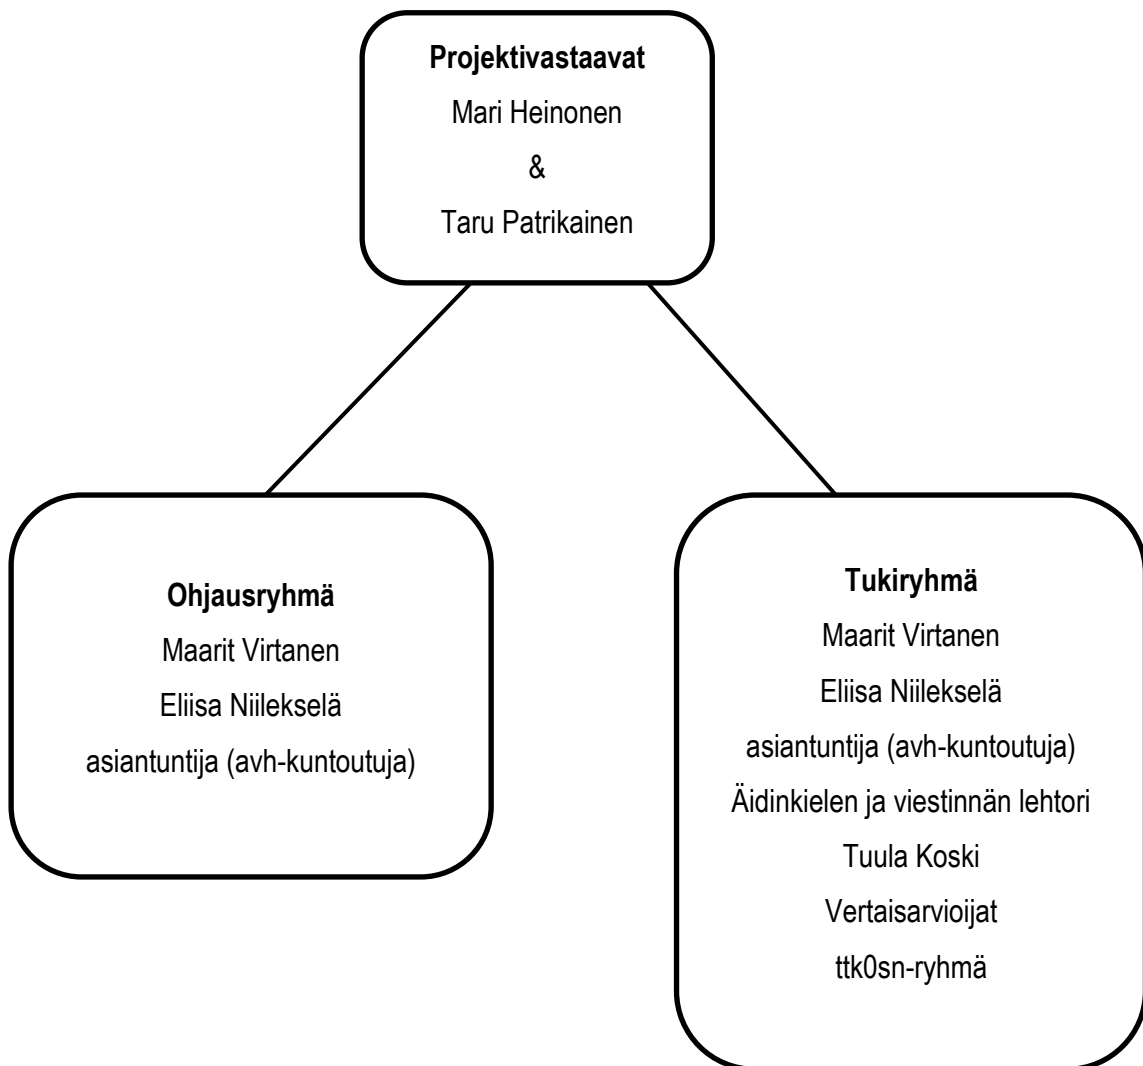 Projektivastaavat
Mari Heinonen
&
Taru Patrikainen
Ohjausryhmä
Maarit Virtanen
Eliisa Niilekselä
asiantuntija (avh-kuntoutuja)
Tukiryhmä
Maarit Virtanen
Eliisa Niilekselä
asiantuntija (avh-kuntoutuja)
Äidinkielen ja viestinnän lehtori
Tuula Koski
Vertaisarvioijat
ttk0sn-ryhmä